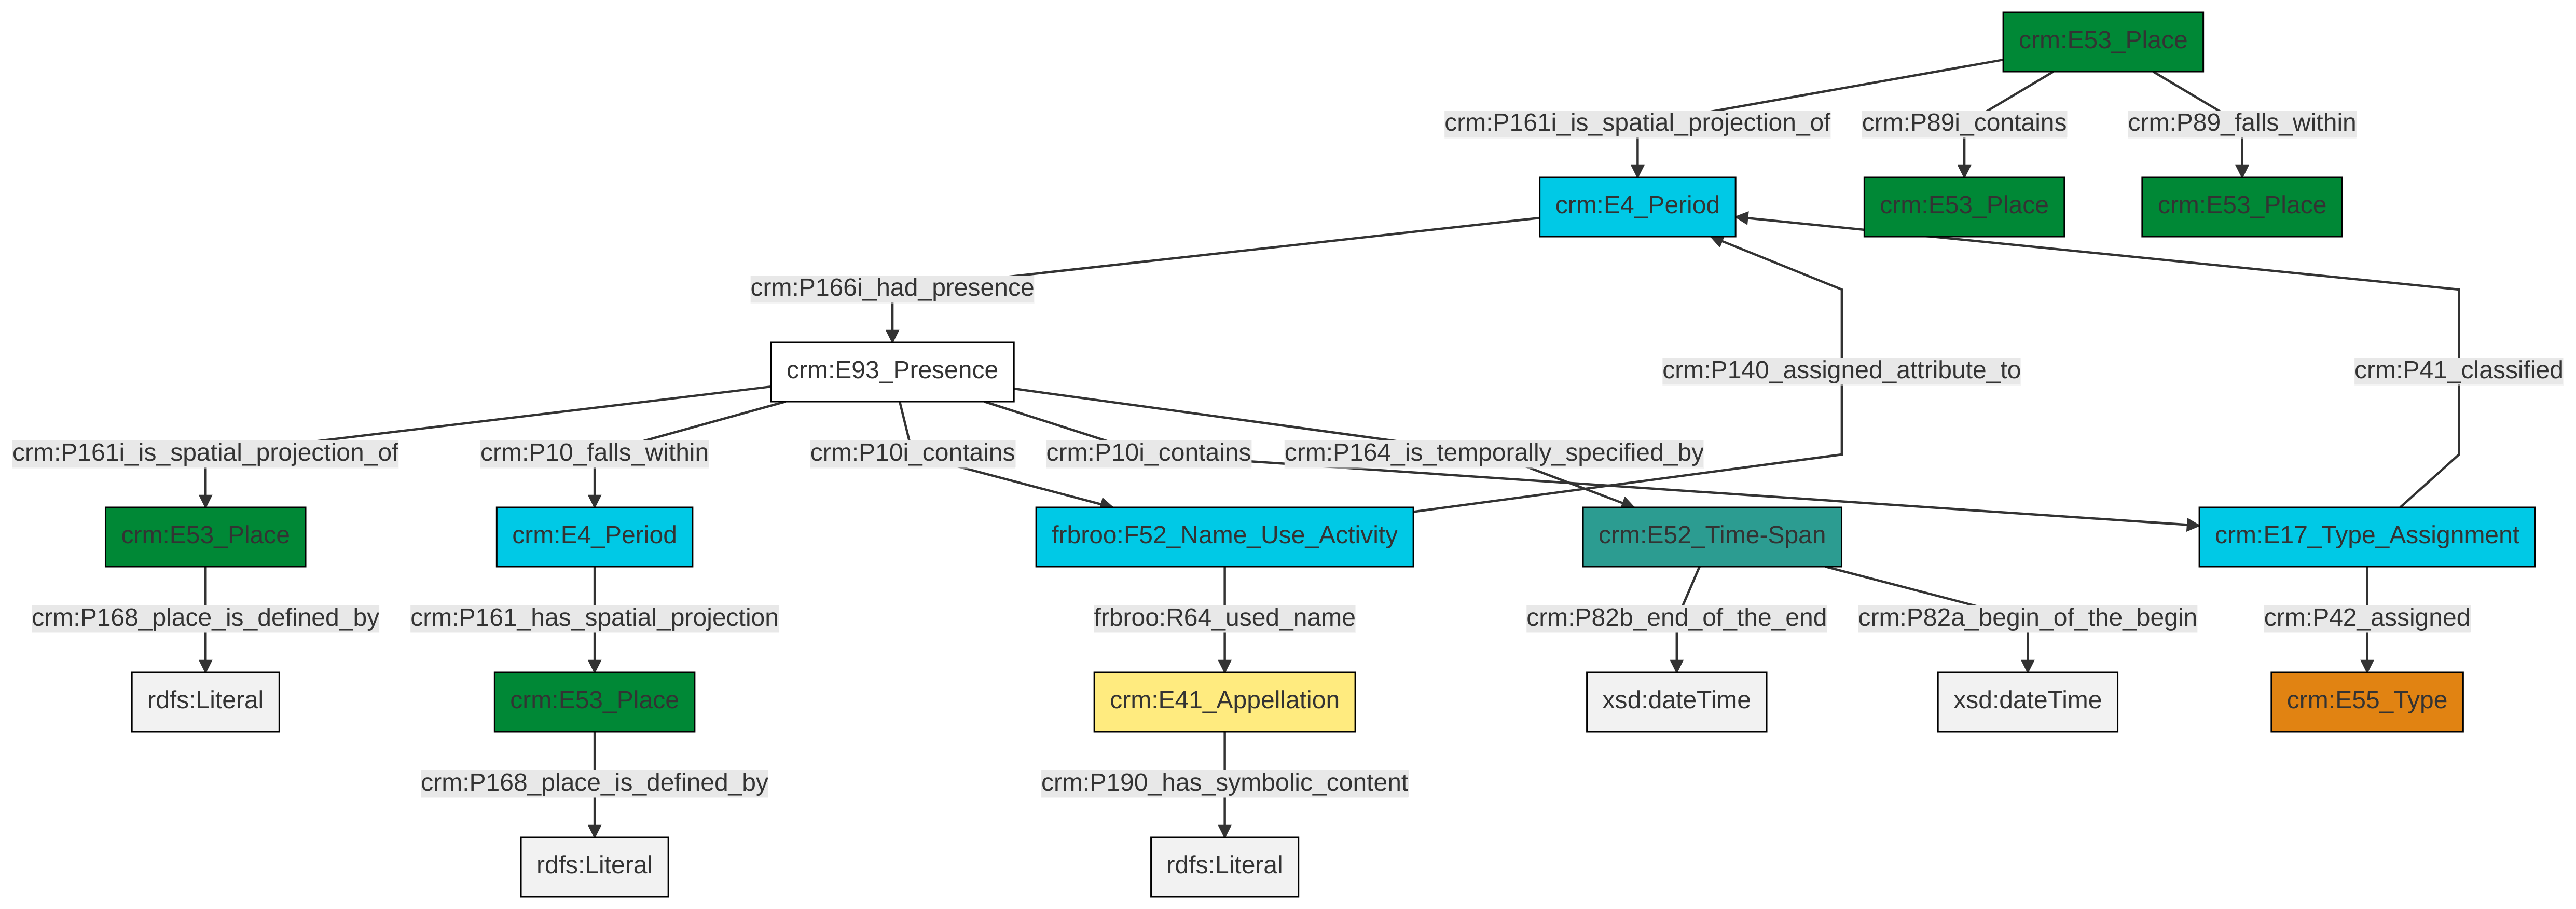 crm:E53_Place
crm:P161i_is_spatial_projection_of
crm:P89i_contains
crm:P89_falls_within
crm:E4_Period
crm:E53_Place
crm:E53_Place
crm:P166i_had_presence
crm:E93_Presence
crm:P140_assigned_attribute_to
crm:P41_classified
crm:P161i_is_spatial_projection_of
crm:P10_falls_within
crm:P10i_contains
crm:P10i_contains
crm:P164_is_temporally_specified_by
crm:E53_Place
crm:E4_Period
frbroo:F52_Name_Use_Activity
crm:E52_Time-Span
crm:E17_Type_Assignment
crm:P168_place_is_defined_by
crm:P161_has_spatial_projection
frbroo:R64_used_name
crm:P82b_end_of_the_end
crm:P82a_begin_of_the_begin
crm:P42_assigned
rdfs:Literal
crm:E53_Place
crm:E41_Appellation
xsd:dateTime
xsd:dateTime
crm:E55_Type
crm:P168_place_is_defined_by
crm:P190_has_symbolic_content
rdfs:Literal
rdfs:Literal